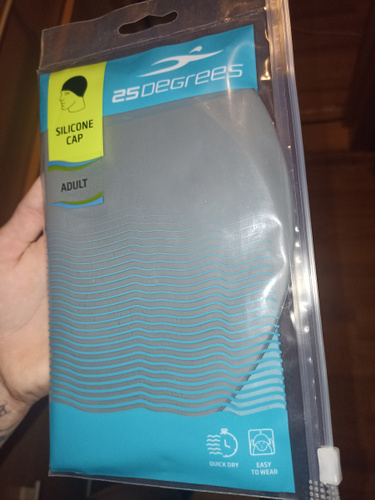 25DEGREES
SILICONE
CAP
ADULT
QUICK DRY
EASY
TO WEAR